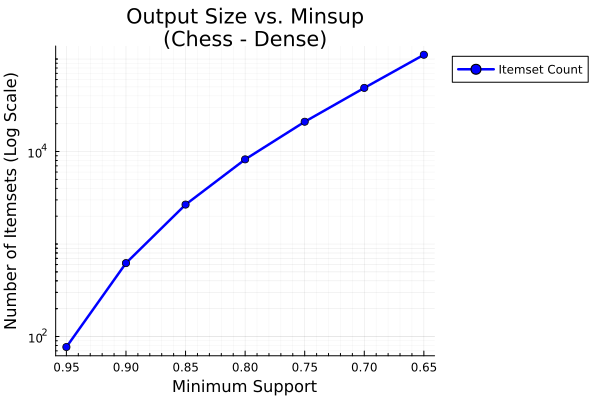 Output Size vs. Minsup
(Chess - Dense)
Itemset Count
Number of Itemsets (Log Scale)
10^4
10^2
0.95 0.90 0.85 0.80 0.75 0.70 0.65
Minimum Support